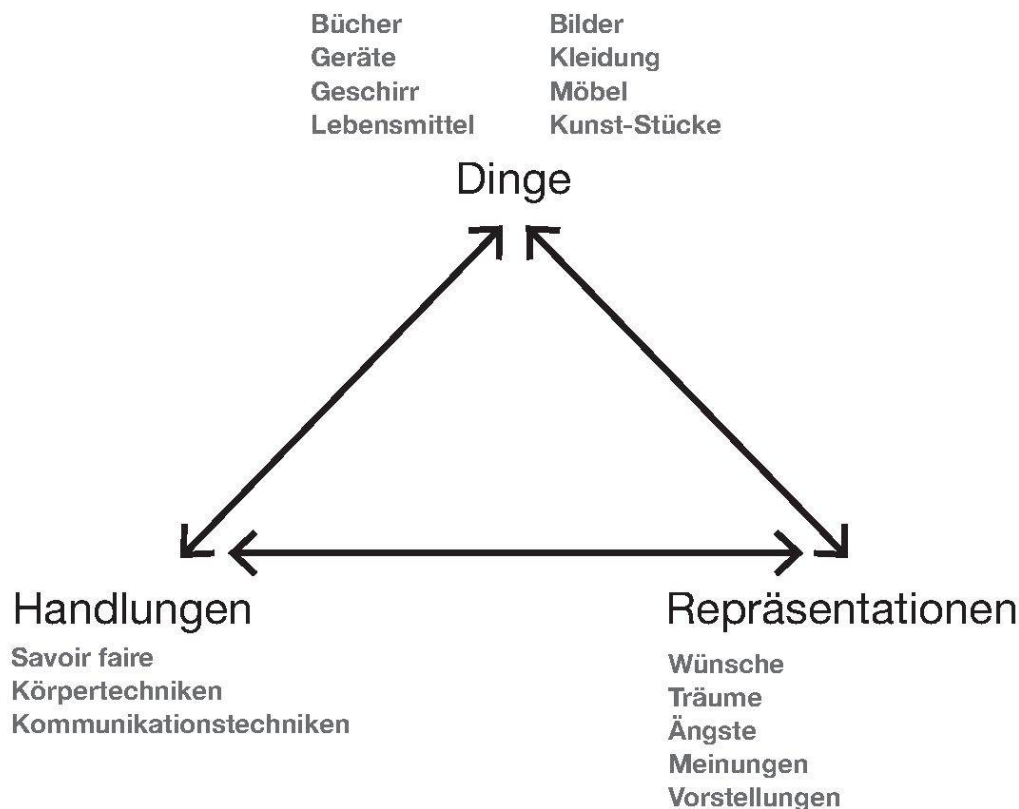 Bücher Bilder
Geräte Kleidung
Geschirr Möbel
Lebensmittel Kunst-Stücke
Dinge
Handlungen
Savoir faire
Körpertechniken
Kommunikationstechniken
Repräsentationen
Wünsche
Träume
Ängste
Meinungen
Vorstellungen